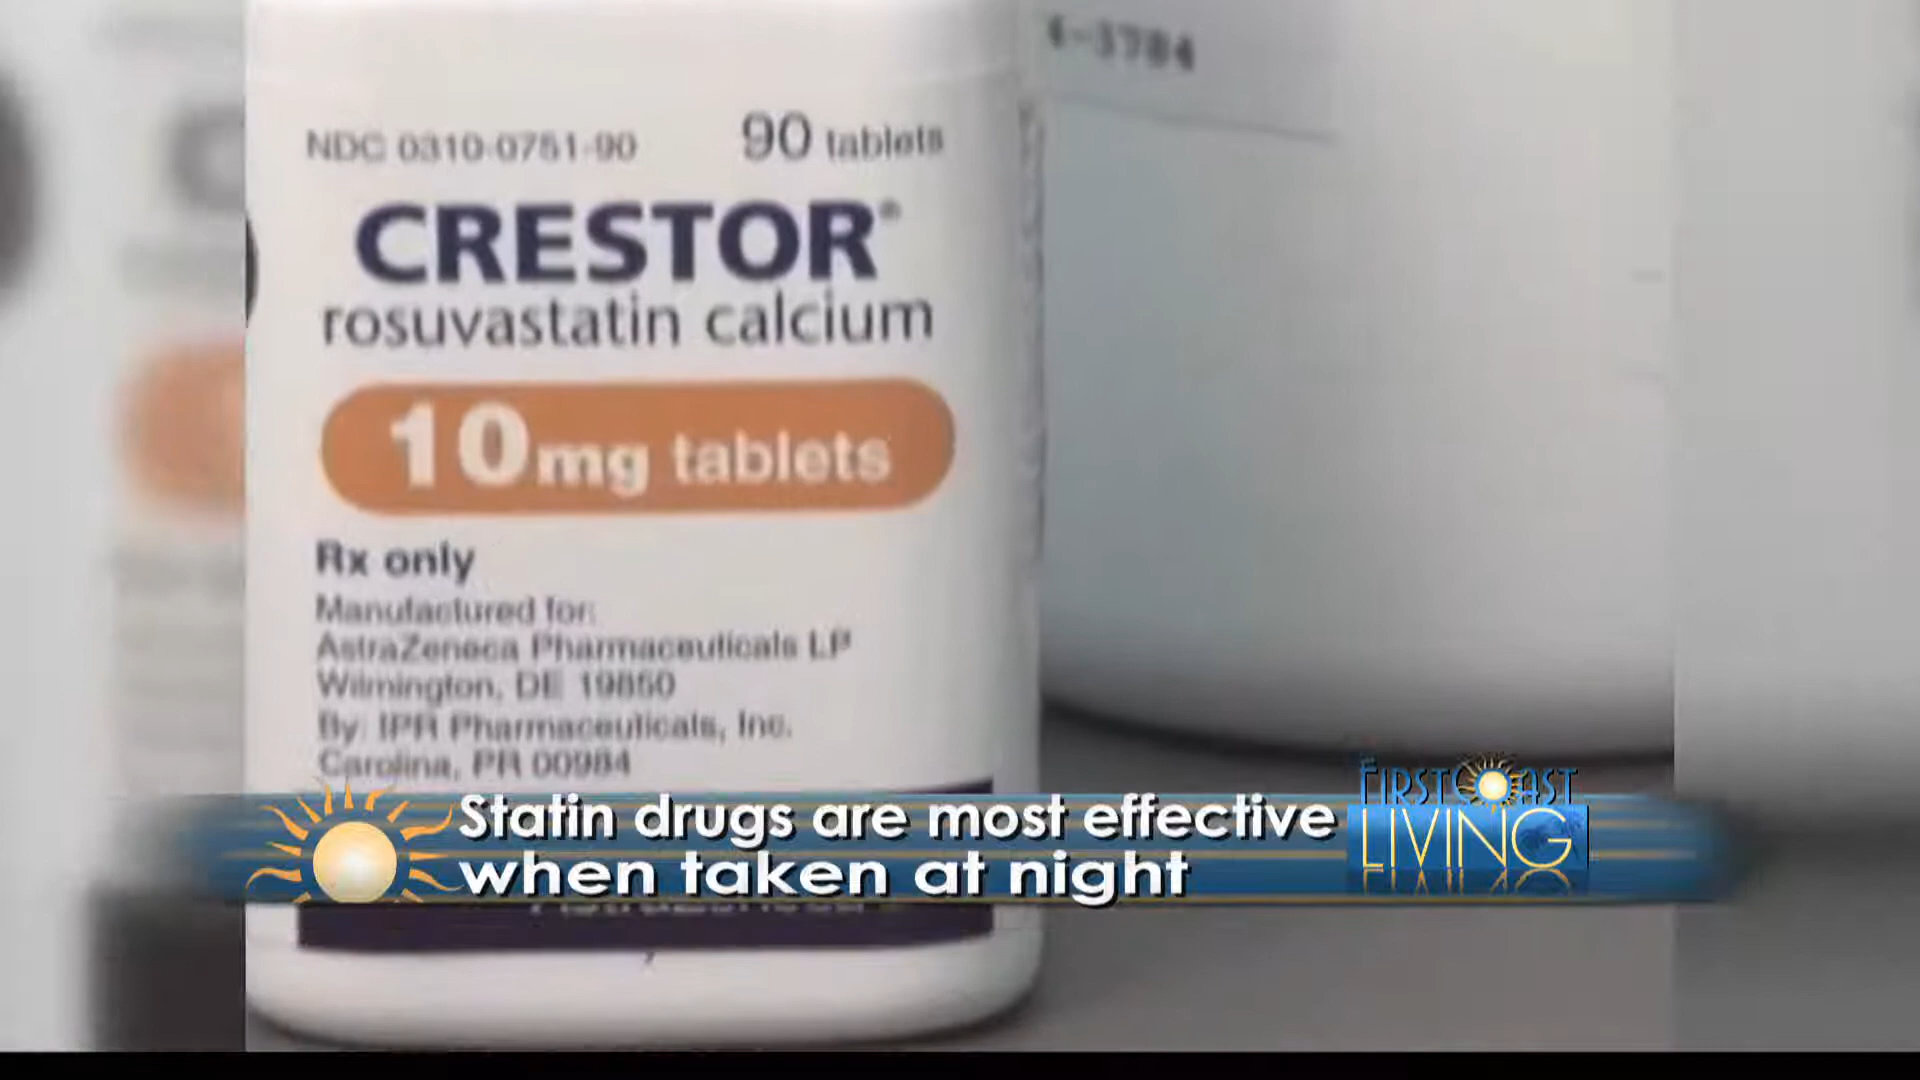 6-3784
NDC 0310-0751-90 90 tablets
CRESTOR®
rosuvastatin calcium
10mg tablets
Rx only
Manufactured for:
AstraZeneca Pharmaceuticals LP
Wilmington, DE 19850
By: IPR Pharmaceuticals, Inc.
Carolina, PR 00984
Statin drugs are most effective
when taken at night
FIRST COAST
LIVING